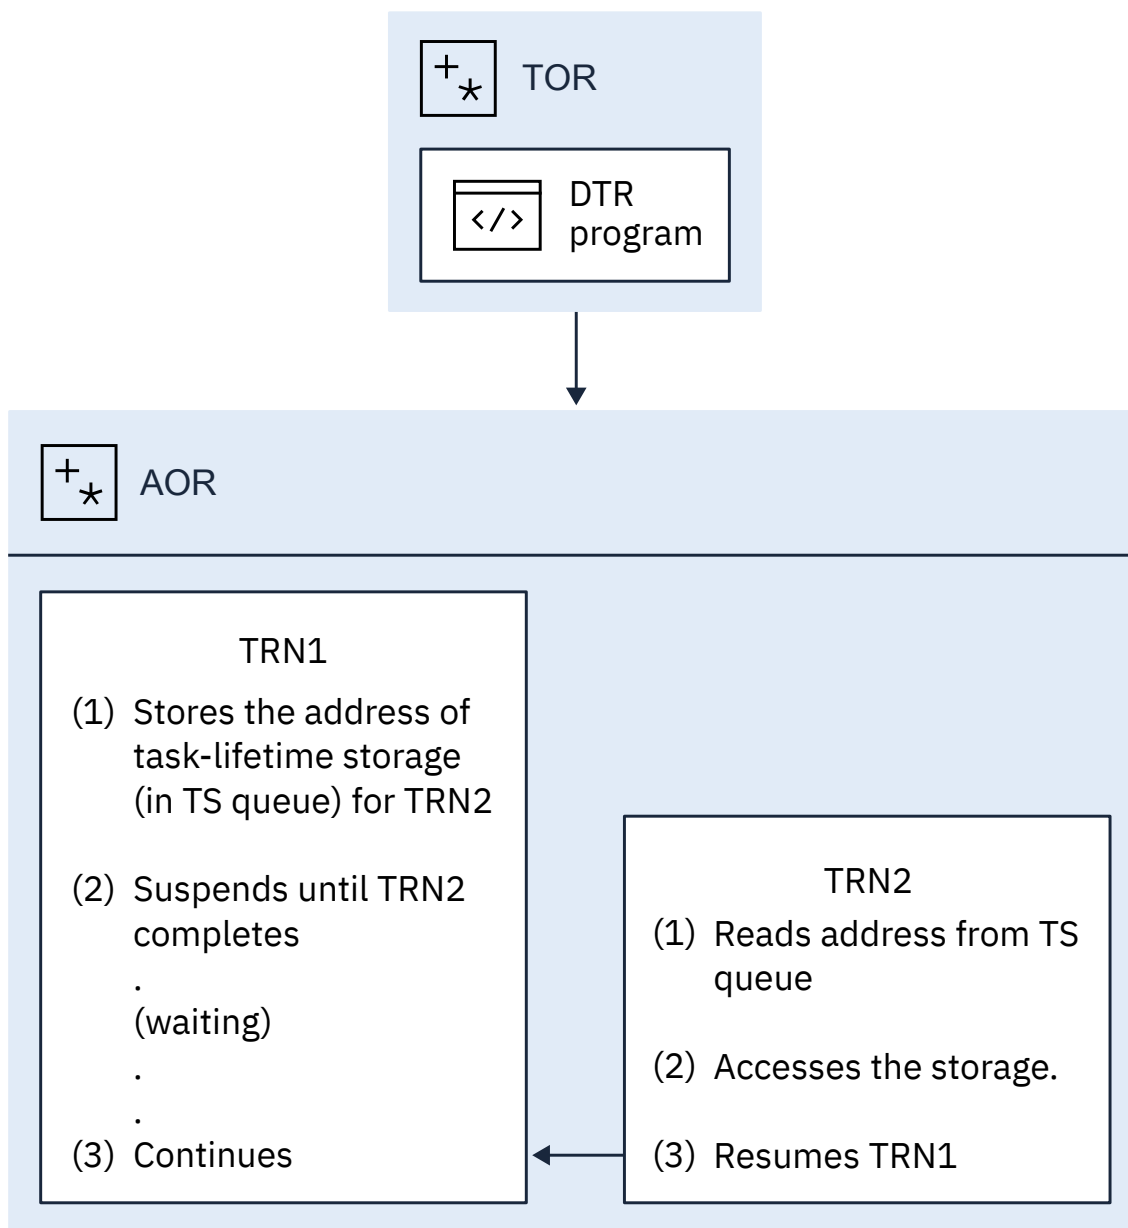 TOR
</>
DTR
program
AOR
TRN1
(1) Stores the address of
task-lifetime storage
(in TS queue) for TRN2
(2) Suspends until TRN2
completes
.
(waiting)
.
.
(3) Continues
TRN2
(1) Reads address from TS
queue
(2) Accesses the storage.
(3) Resumes TRN1